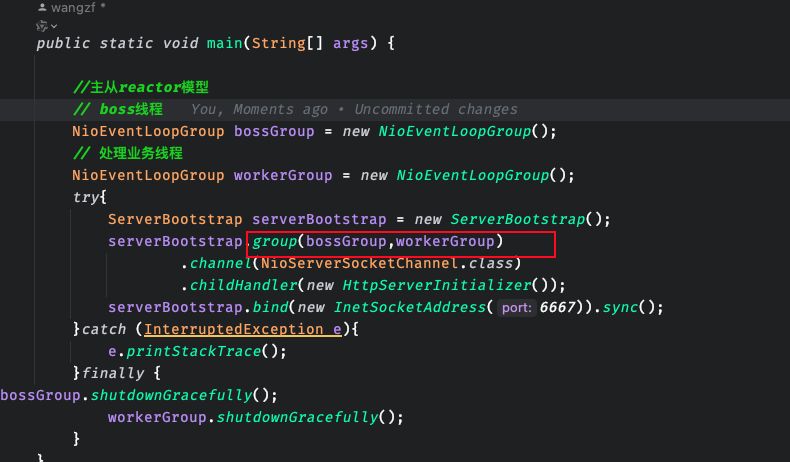 wangzf *
public static void main(String[] args) {
//主从reactor模型
// boss线程 You, Moments ago • Uncommitted changes
NioEventLoopGroup bossGroup = new NioEventLoopGroup();
// 处理业务线程
NioEventLoopGroup workerGroup = new NioEventLoopGroup();
try{
ServerBootstrap serverBootstrap = new ServerBootstrap();
serverBootstrap.group(bossGroup,workerGroup)
.channel(NioServerSocketChannel.class)
.childHandler(new HttpServerInitializer());
serverBootstrap.bind(new InetSocketAddress( port: 6667)).sync();
}catch (InterruptedException e){
e.printStackTrace();
}finally {
bossGroup.shutdownGracefully();
workerGroup.shutdownGracefully();
}
}